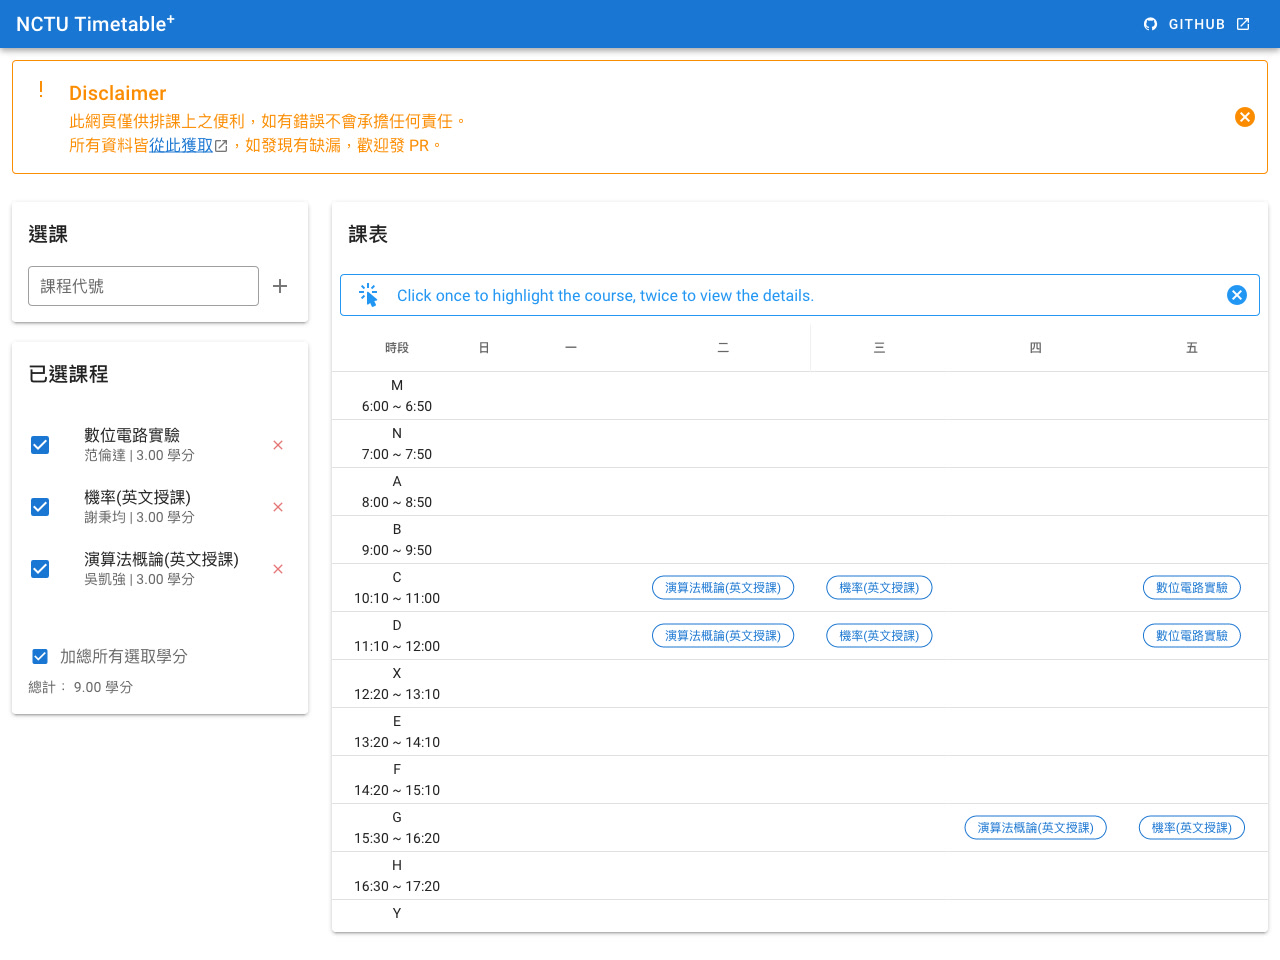 NCTU Timetable+
GITHUB
Disclaimer
此網頁僅供排課上之便利，如有錯誤不會承擔任何責任。
所有資料皆從此獲取，如發現有缺漏，歡迎發 PR。
選課
課程代號
已選課程
數位電路實驗
范倫達 | 3.00 學分
機率(英文授課)
謝秉均 | 3.00 學分
演算法概論(英文授課)
吳凱強 | 3.00 學分
加總所有選取學分
總計： 9.00 學分
課表
Click once to highlight the course, twice to view the details.
時段 日 一 二 三 四 五
M
6:00 ~ 6:50
N
7:00 ~ 7:50
A
8:00 ~ 8:50
B
9:00 ~ 9:50
C
10:10 ~ 11:00
演算法概論(英文授課) 機率(英文授課) 數位電路實驗
D
11:10 ~ 12:00
演算法概論(英文授課) 機率(英文授課) 數位電路實驗
X
12:20 ~ 13:10
E
13:20 ~ 14:10
F
14:20 ~ 15:10
G
15:30 ~ 16:20
演算法概論(英文授課) 機率(英文授課)
H
16:30 ~ 17:20
Y